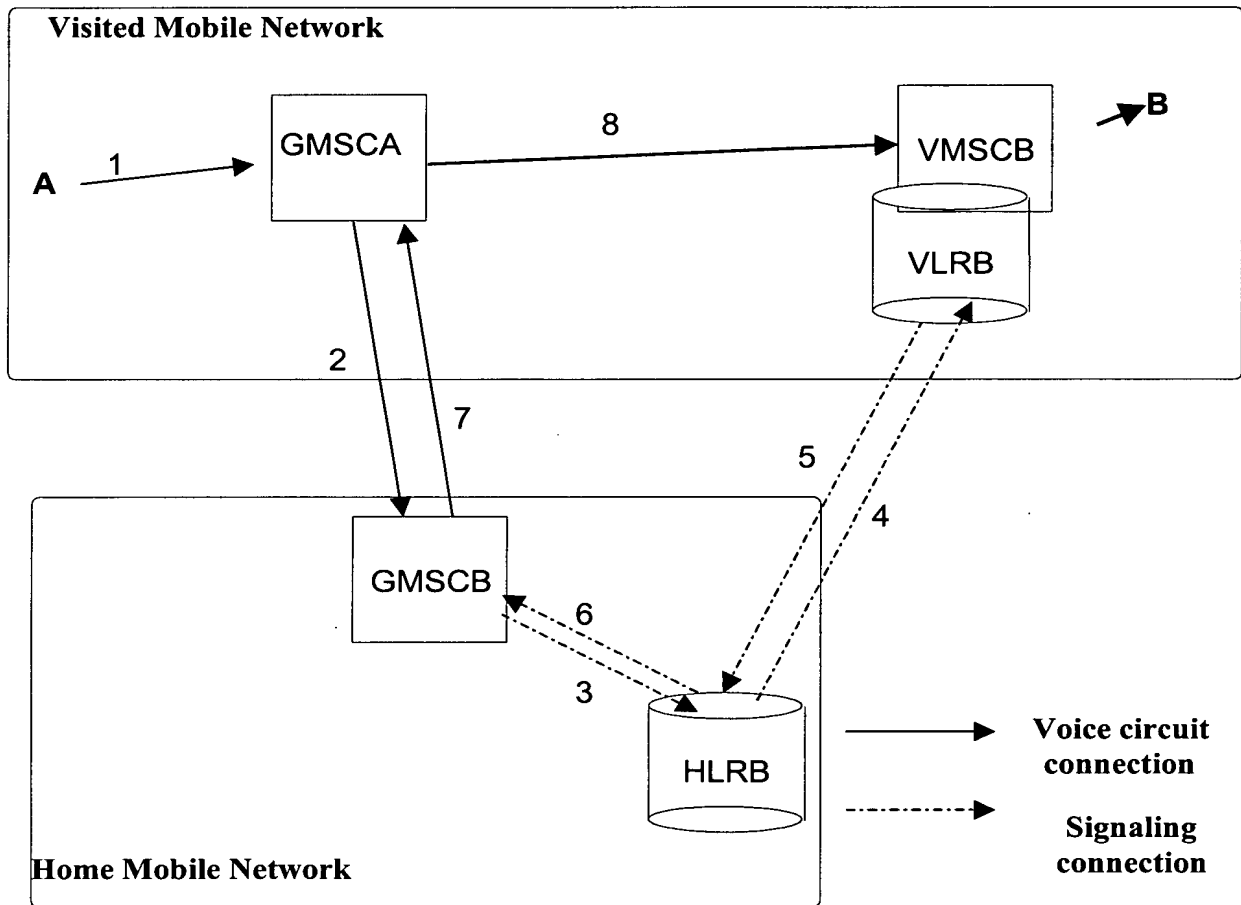 Visited Mobile Network
A
1
GMSCA
8
VMSCB
B
VLRB
2
7
5
4
GMSCB
6
3
HLRB
Voice circuit
connection
Signaling
connection
Home Mobile Network